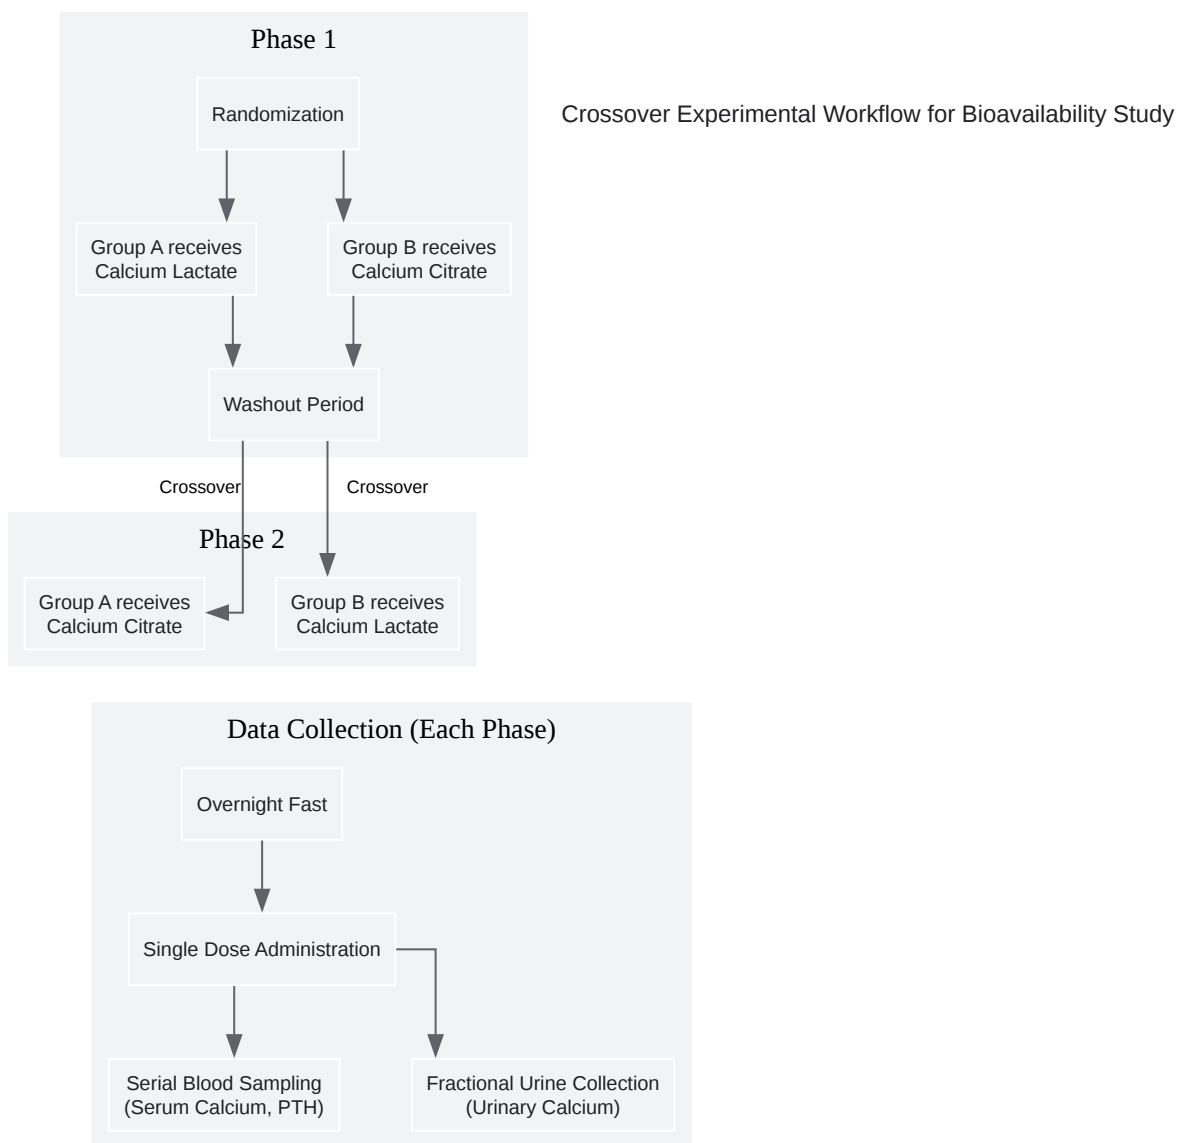 Phase 1
Randomization
Crossover Experimental Workflow for Bioavailability Study
Group A receives
Calcium Lactate
Group B receives
Calcium Citrate
Washout Period
Crossover
Crossover
Phase 2
Group A receives
Calcium Citrate
Group B receives
Calcium Lactate
Data Collection (Each Phase)
Overnight Fast
Single Dose Administration
Serial Blood Sampling
(Serum Calcium, PTH)
Fractional Urine Collection
(Urinary Calcium)